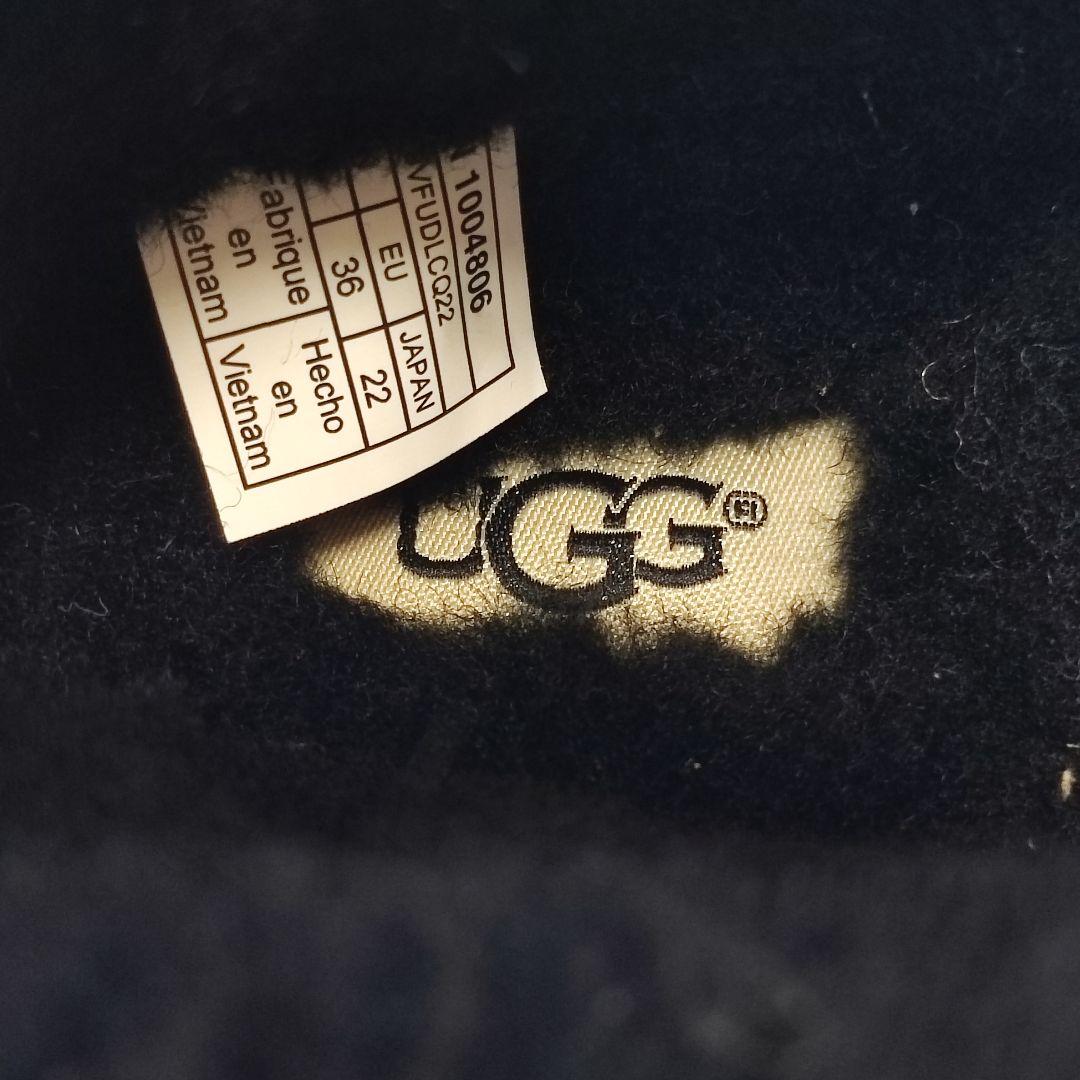 N 1004806
VFUDLCQ22
EU JAPAN
36 22
Fabrique
en
Vietnam
Hecho
en
Vietnam
UGG®